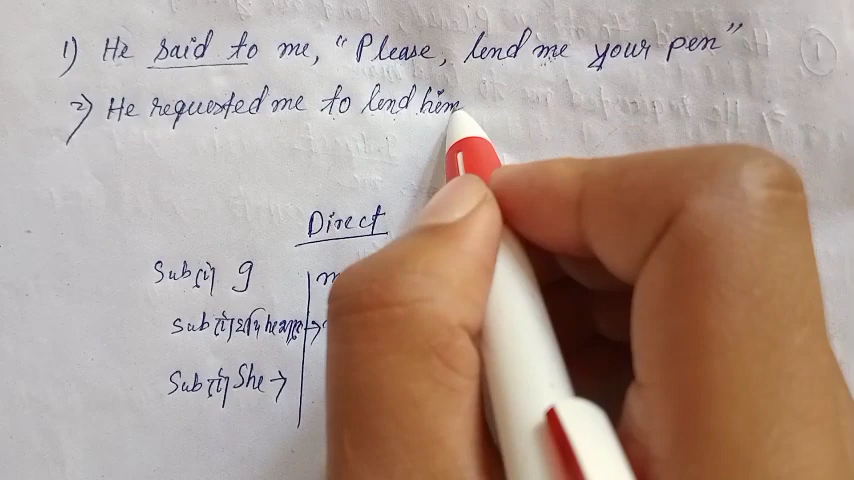 1) He said to me, "Please, lend me your pen"
1
2) He requested me to lend him
Direct
Sub
Sub
Sub She →